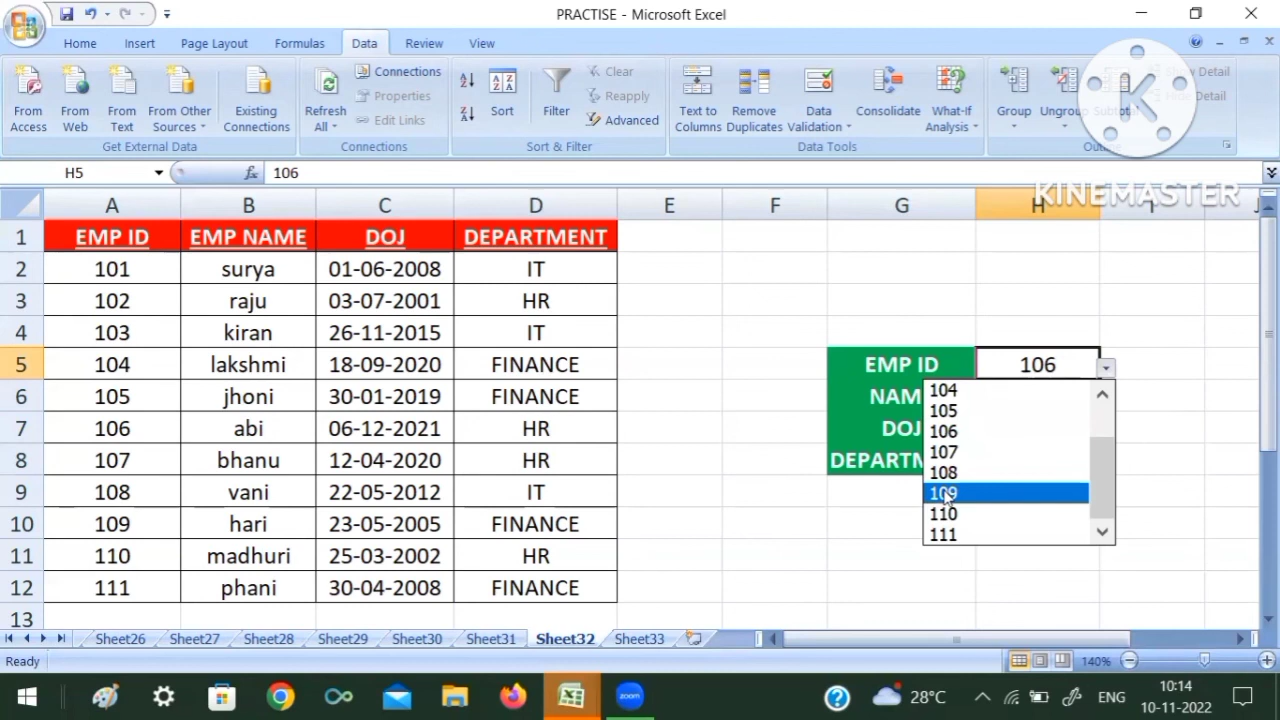 PRACTISE - Microsoft Excel
Home Insert Page Layout Formulas Data Review View
From Access
From Web
From Text
From Other Sources
Existing Connections
Get External Data
Refresh All
Connections
Properties
Edit Links
Connections
Sort
Filter
Clear
Reapply
Advanced
Sort & Filter
Text to Columns
Remove Duplicates
Data Validation
Consolidate
What-If Analysis
Data Tools
Group
Ungroup
Subtotal
Detail
Detail
KINEMASTER
H5 fx 106
A B C D E F G H I J
1 EMP ID EMP NAME DOJ DEPARTMENT
2 101 surya 01-06-2008 IT
3 102 raju 03-07-2001 HR
4 103 kiran 26-11-2015 IT
5 104 lakshmi 18-09-2020 FINANCE EMP ID 106
6 105 jhoni 30-01-2019 FINANCE NAM
7 106 abi 06-12-2021 HR DOJ
8 107 bhanu 12-04-2020 HR DEPARTM
9 108 vani 22-05-2012 IT
10 109 hari 23-05-2005 FINANCE
11 110 madhuri 25-03-2002 HR
12 111 phani 30-04-2008 FINANCE
13
104
105
106
107
108
109
110
111
Sheet26 Sheet27 Sheet28 Sheet29 Sheet30 Sheet31 Sheet32 Sheet33
Ready 140%
zoom
28°C ENG 10:14
10-11-2022